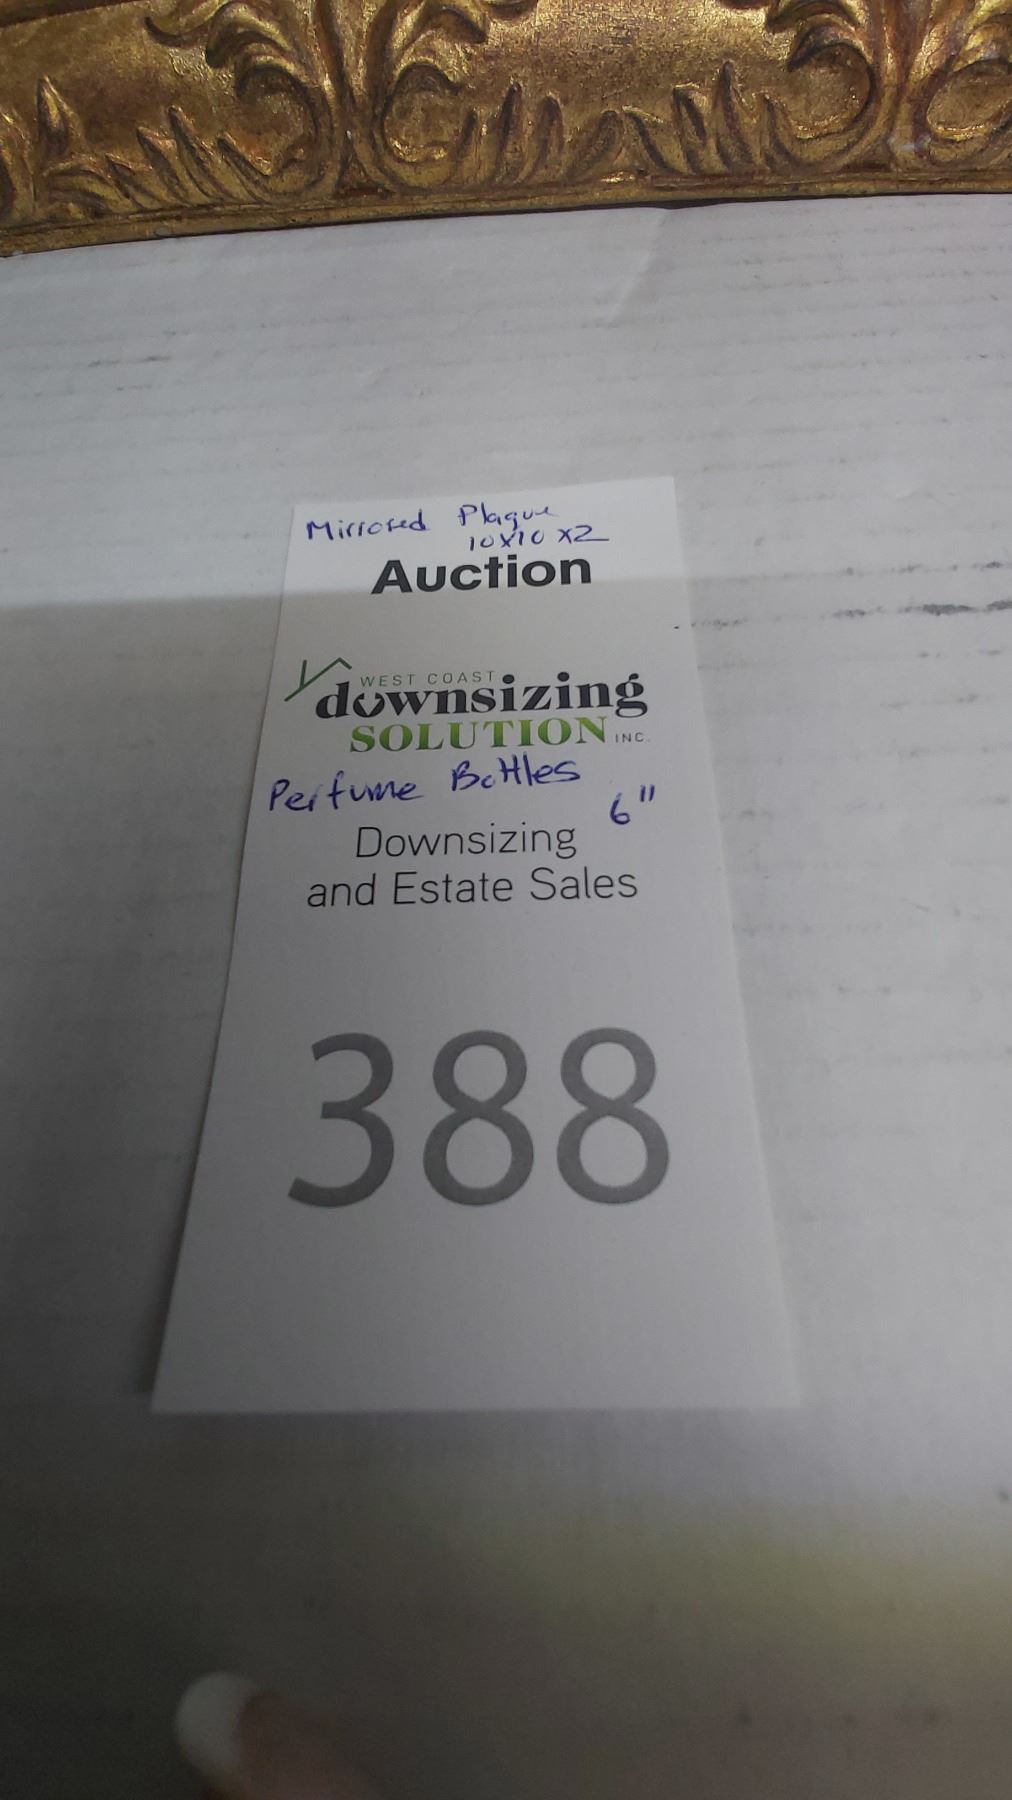 Mirrored Plaque
10x10 x2
Auction
WEST COAST
downsizing
SOLUTION INC.
Perfume Bottles
6"
Downsizing
and Estate Sales
388